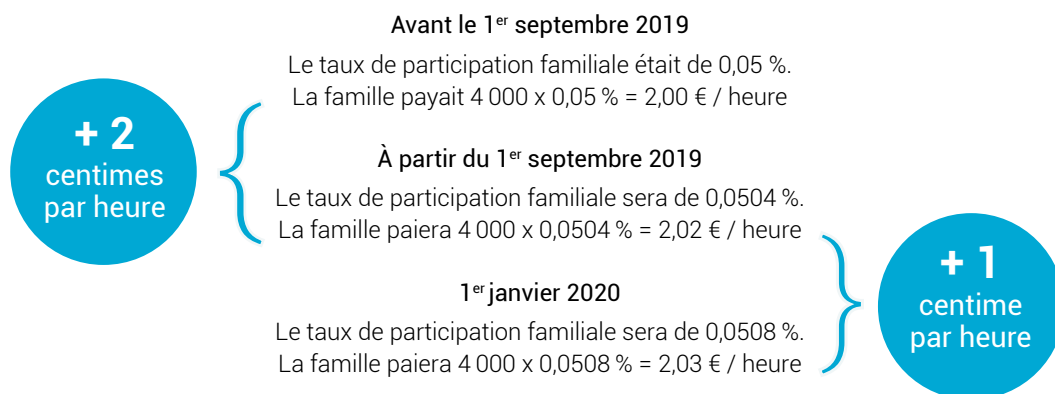 Avant le 1er septembre 2019
Le taux de participation familiale était de 0,05 %.
La famille payait 4 000 x 0,05 % = 2,00 € / heure
+ 2
centimes
par heure
À partir du 1er septembre 2019
Le taux de participation familiale sera de 0,0504 %.
La famille paiera 4 000 x 0,0504 % = 2,02 € / heure
+ 1
centime
par heure
1er janvier 2020
Le taux de participation familiale sera de 0,0508 %.
La famille paiera 4 000 x 0,0508 % = 2,03 € / heure